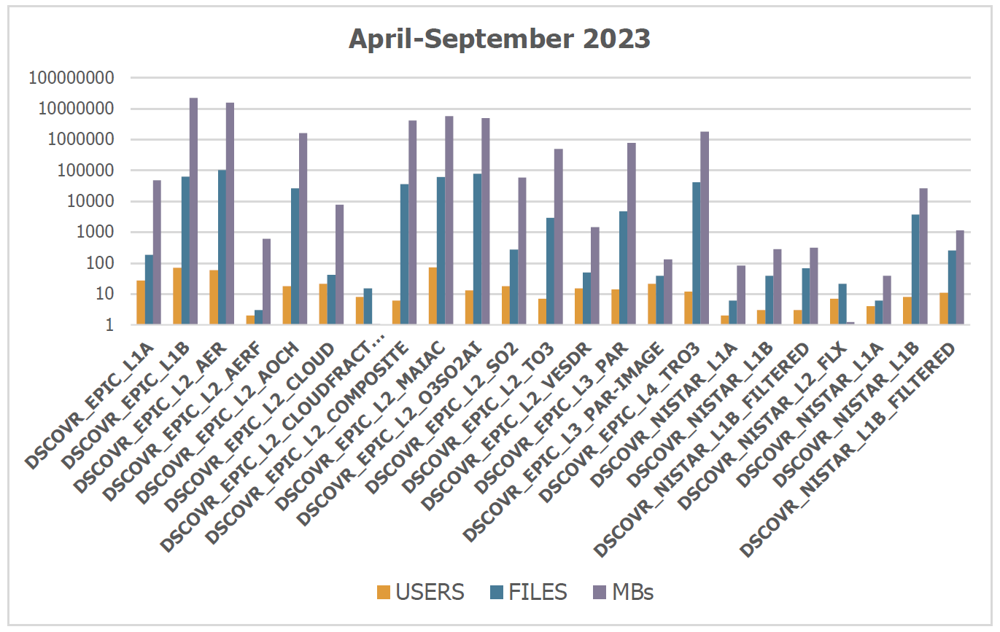 April-September 2023
100000000
10000000
1000000
100000
10000
1000
100
10
1
DSCOVR_EPIC_L1A
DSCOVR_EPIC_L1B
DSCOVR_EPIC_L2_AER
DSCOVR_EPIC_L2_AERF
DSCOVR_EPIC_L2_AOCH
DSCOVR_EPIC_L2_CLOUD
DSCOVR_EPIC_L2_CLOUDFRACT…
DSCOVR_EPIC_L2_COMPOSITE
DSCOVR_EPIC_L2_MAIAC
DSCOVR_EPIC_L2_O3SO2AI
DSCOVR_EPIC_L2_SO2
DSCOVR_EPIC_L2_TO3
DSCOVR_EPIC_L2_VESDR
DSCOVR_EPIC_L3_PAR
DSCOVR_EPIC_L3_PAR-IMAGE
DSCOVR_EPIC_L4_TRO3
DSCOVR_NISTAR_L1A
DSCOVR_NISTAR_L1B
DSCOVR_NISTAR_L1B_FILTERED
DSCOVR_NISTAR_L2_FLX
DSCOVR_NISTAR_L1A
DSCOVR_NISTAR_L1B
DSCOVR_NISTAR_L1B_FILTERED
USERS FILES MBs